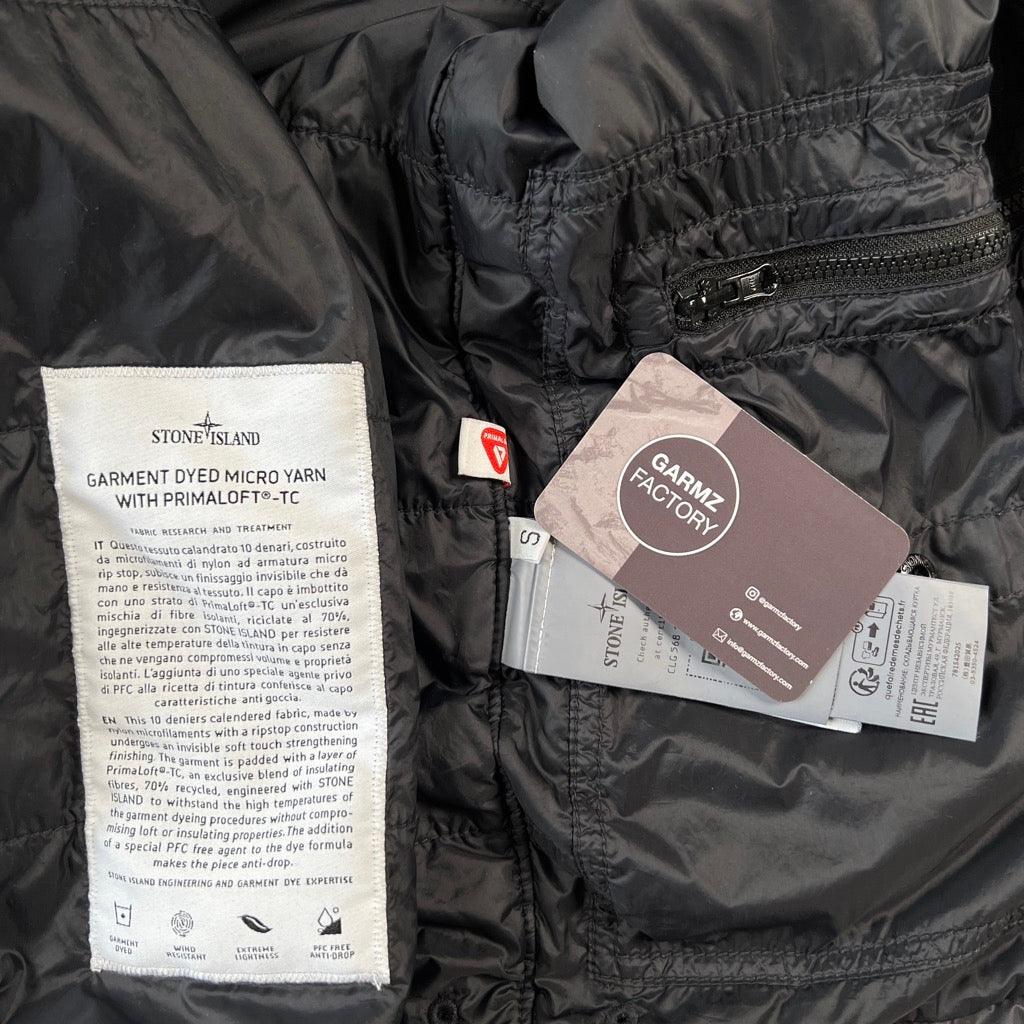 STONE ISLAND
GARMENT DYED MICRO YARN
WITH PRIMALOFT®-TC
FABRIC RESEARCH AND TREATMENT
IT Questo tessuto calandrato 10 denari, costruito
da microfilamenti di nylon ad armatura micro
rip stop, subisce un finissaggio invisibile che dà
mano e resistenza al tessuto. Il capo è imbottito
con uno strato di PrimaLoft®-TC un'esclusiva
mischia di fibre isolanti, riciclate al 70%,
ingegnerizzate con STONE ISLAND per resistere
alle alte temperature della tintura in capo senza
che ne vengano compromessi volume e proprietà
isolanti. L'aggiunta di uno speciale agente privo
di PFC alla ricetta di tintura conferisce al capo
caratteristiche anti goccia.
EN This 10 deniers calendered fabric, made by
nylon microfilaments with a ripstop construction
undergoes an invisible soft touch strengthening
finishing. The garment is padded with a layer of
PrimaLoft®-TC, an exclusive blend of insulating
fibres, 70% recycled, engineered with STONE
ISLAND to withstand the high temperatures of
the garment dyeing procedures without compro-
mising loft or insulating properties. The addition
of a special PFC free agent to the dye formula
makes the piece anti-drop.
STONE ISLAND ENGINEERING AND GARMENT DYE EXPERTISE
GARMENT
DYED
WIND
RESISTANT
EXTREME
LIGHTNESS
PFC FREE
ANTI-DROP
S
GARMZ
FACTORY
@garmzfactory
www.garmzfactory.com
info@garmzfactory.com
STONE IS
Check auth
at certi
CLG 568
quefairedemesdechets.fr
EAC